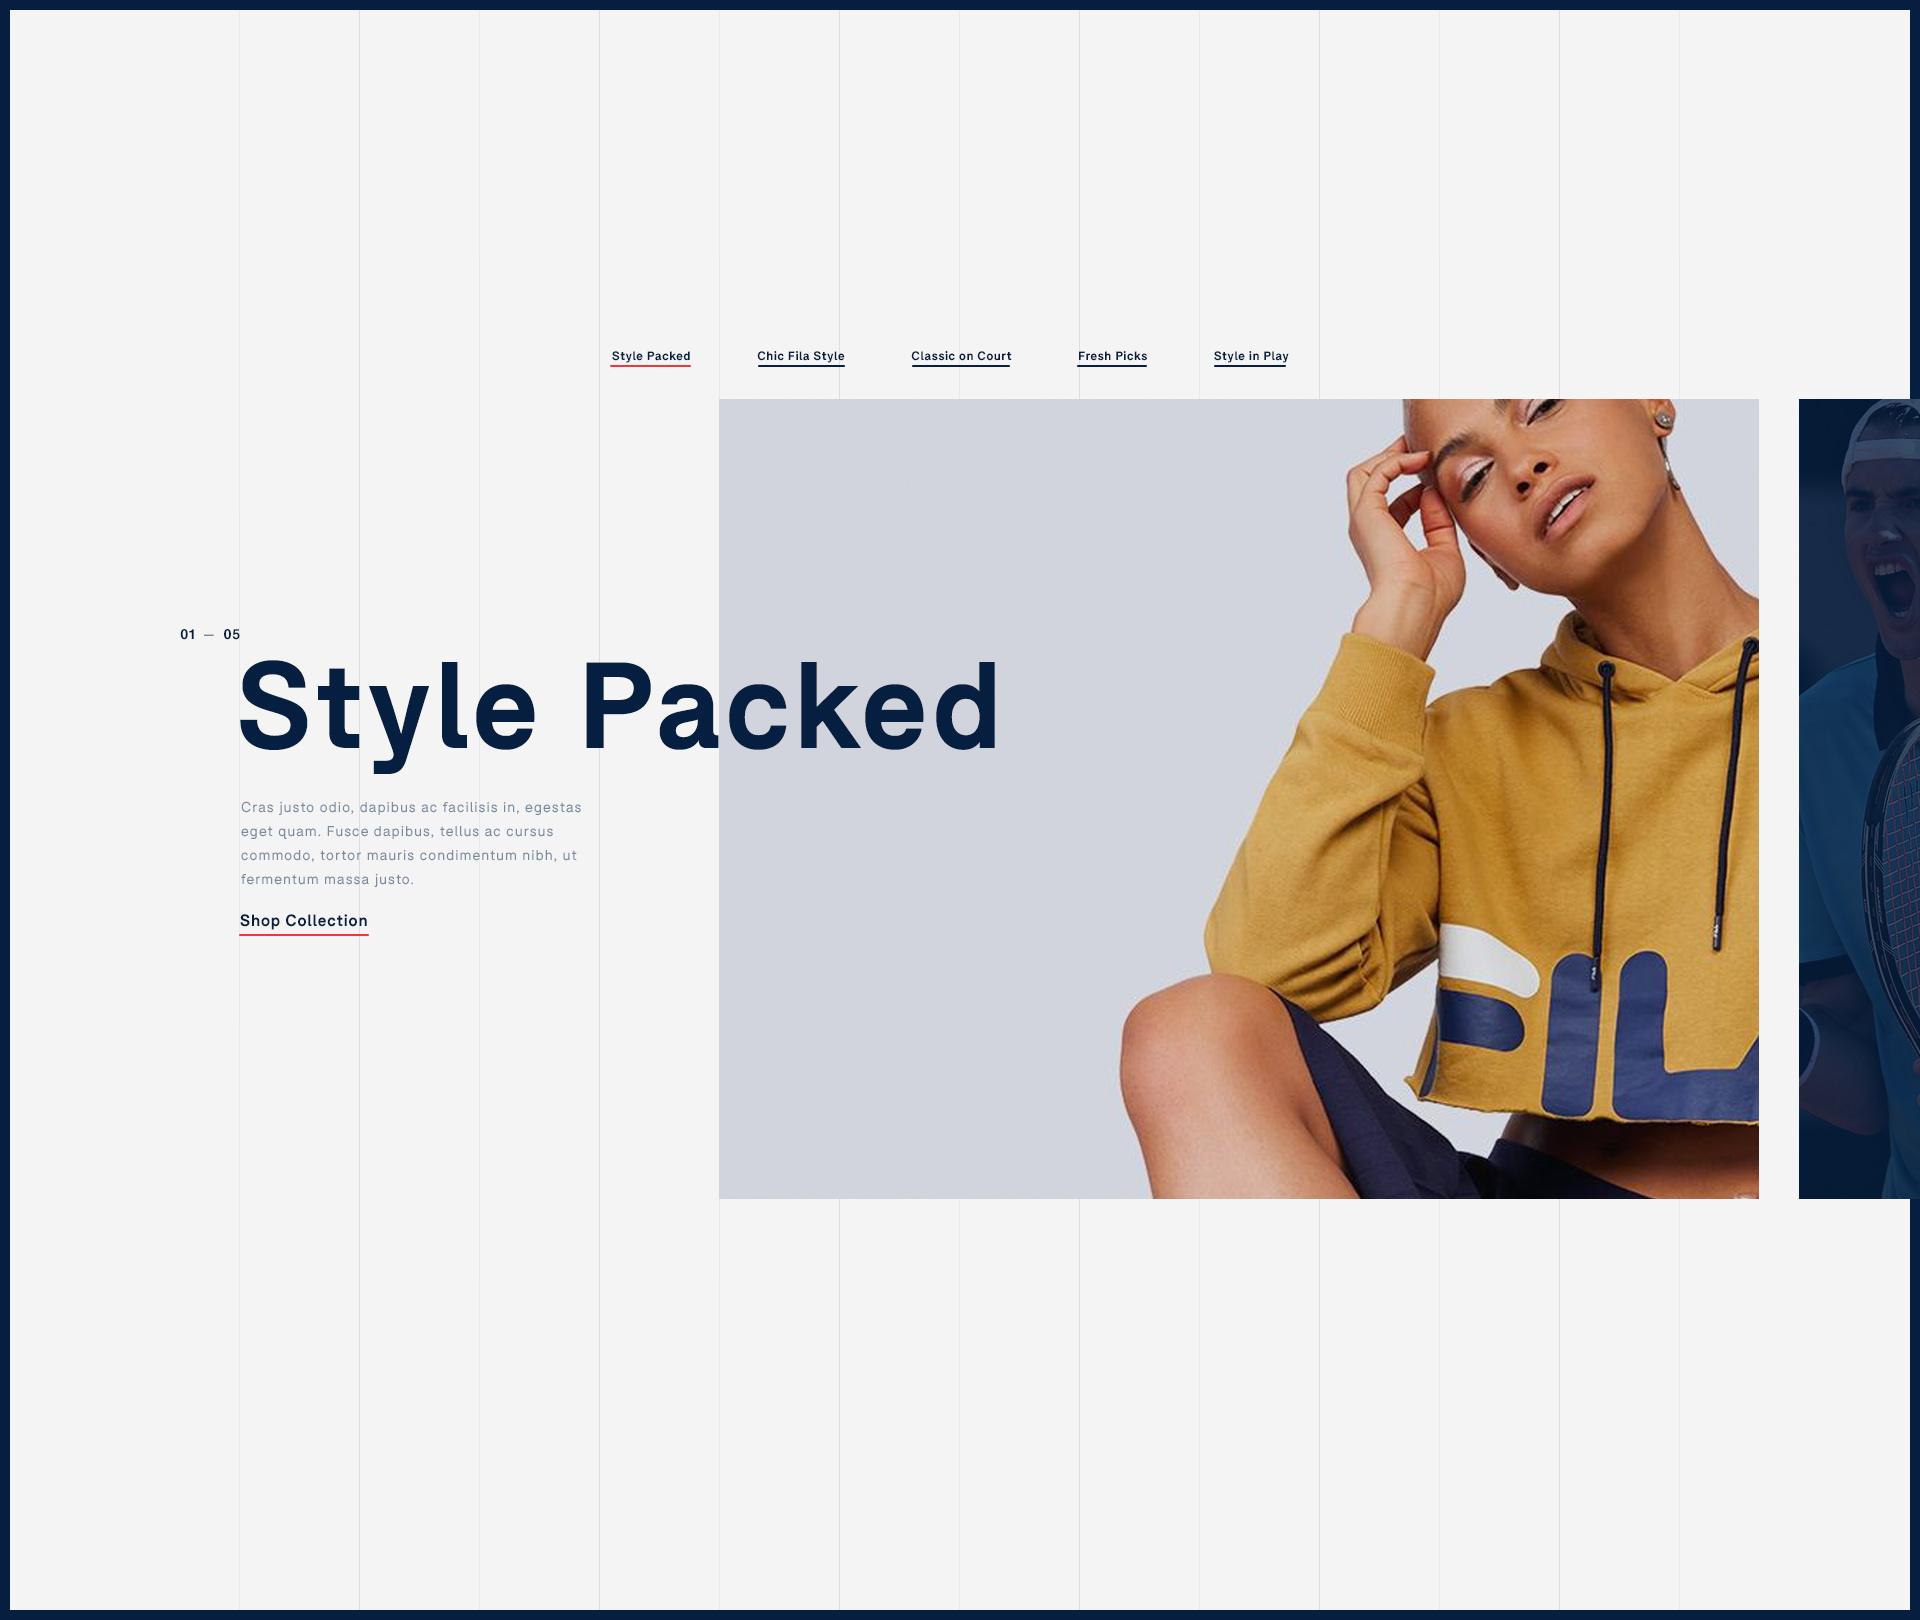 Style Packed
Chic Fila Style
Classic on Court
Fresh Picks
Style in Play
01 — 05
Style Packed
Cras justo odio, dapibus ac facilisis in, egestas
eget quam. Fusce dapibus, tellus ac cursus
commodo, tortor mauris condimentum nibh, ut
fermentum massa justo.
Shop Collection
FILA